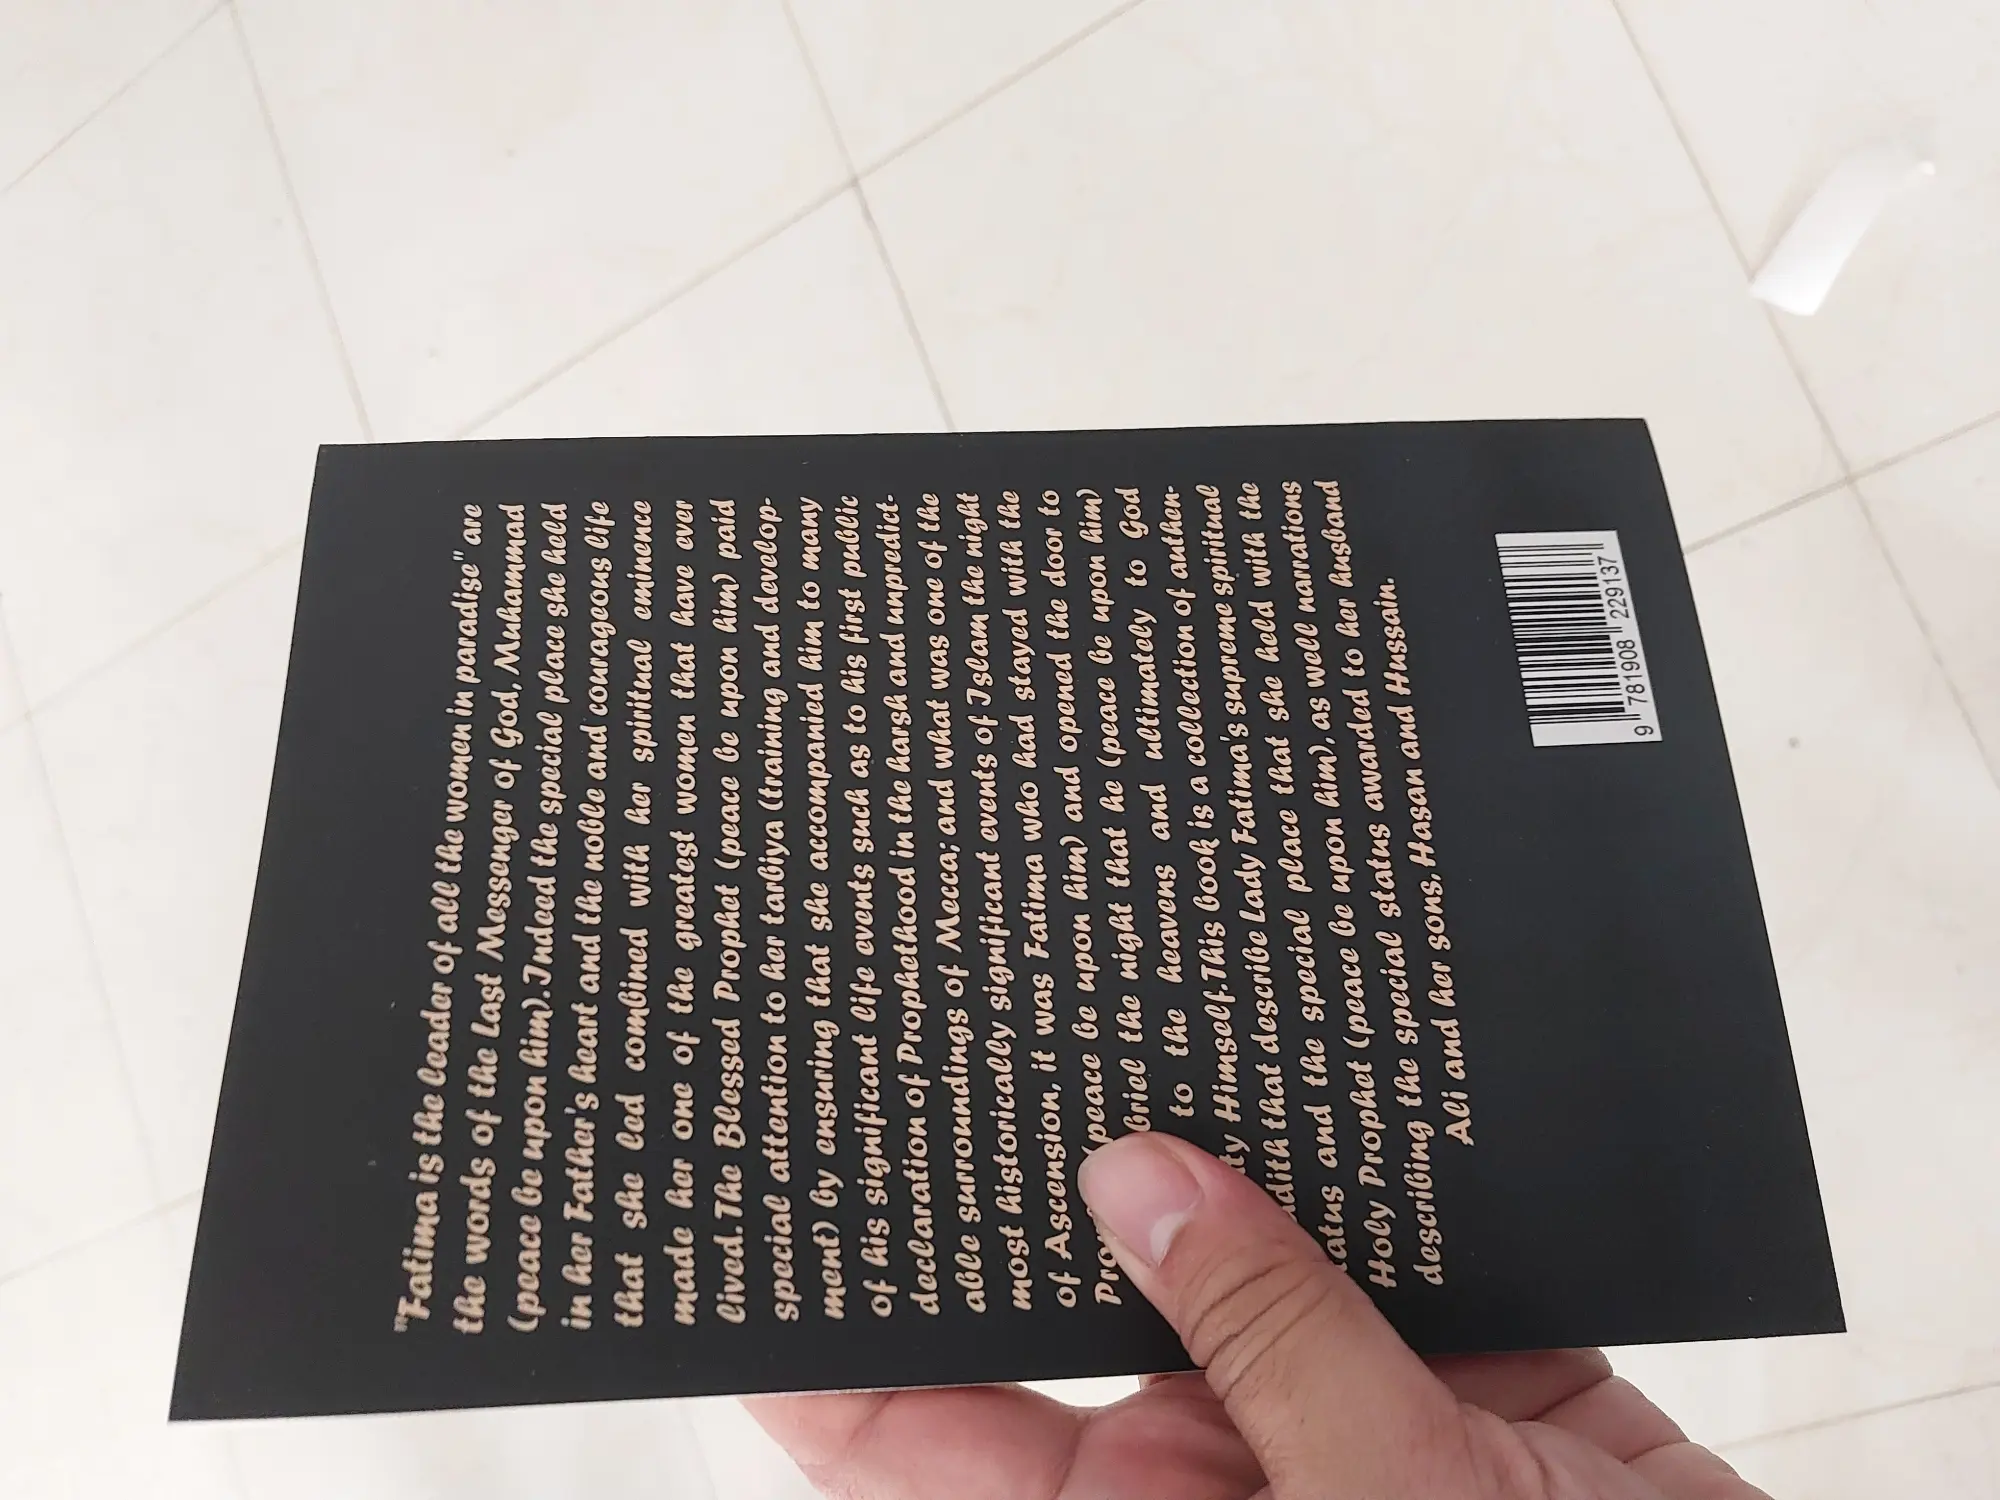 "Fatima is the leader of all the women in paradise" are
the words of the Last Messenger of God, Muhammad
(peace be upon him). Indeed the special place she held
in her Father's heart and the noble and courageous life
that she led combined with her spiritual eminence
made her one of the greatest women that have ever
lived. The Blessed Prophet (peace be upon him) paid
special attention to her tarbiya (training and develop-
ment) by ensuring that she accompanied him to many
of his significant life events such as to his first public
declaration of Prophethood in the harsh and unpredict-
able surroundings of Mecca; and what was one of the
most historically significant events of Islam the night
of Ascension, it was Fatima who had stayed with the
(peace be upon him) and opened the door to
the night that he (peace be upon him)
to the heavens and ultimately to God
Himself. This book is a collection of authen-
that describe Lady Fatima's supreme spiritual
and the special place that she held with the
Holy Prophet (peace be upon him), as well narrations
describing the special status awarded to her husband
Ali and her sons, Hasan and Hussain.
9 781908 229137